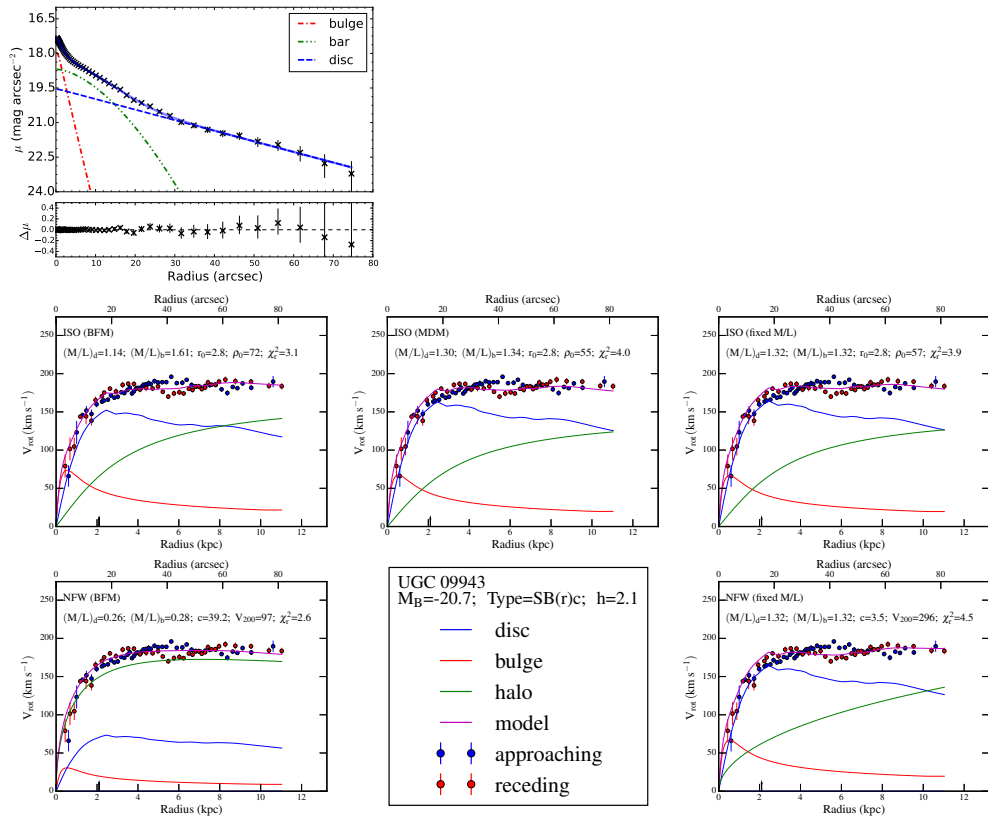 16.5
18.0
19.5
21.0
22.5
24.0
μ (mag arcsec⁻²)
bulge
bar
disc
0.4
0.2
0.0
−0.2
−0.4
Δμ
0 10 20 30 40 50 60 70 80
Radius (arcsec)
Radius (arcsec)
0 20 40 60 80
ISO (BFM)
(M/L)d=1.14; (M/L)b=1.61; r0=2.8; ρ0=72; χr²=3.1
250
200
150
100
50
0
Vrot(km s⁻¹)
0 2 4 6 8 10 12
Radius (kpc)
Radius (arcsec)
0 20 40 60 80
ISO (MDM)
(M/L)d=1.30; (M/L)b=1.34; r0=2.8; ρ0=55; χr²=4.0
250
200
150
100
50
0
Vrot(km s⁻¹)
0 2 4 6 8 10 12
Radius (kpc)
Radius (arcsec)
0 20 40 60 80
ISO (fixed M/L)
(M/L)d=1.32; (M/L)b=1.32; r0=2.8; ρ0=57; χr²=3.9
250
200
150
100
50
0
Vrot(km s⁻¹)
0 2 4 6 8 10 12
Radius (kpc)
Radius (arcsec)
0 20 40 60 80
NFW (BFM)
(M/L)d=0.26; (M/L)b=0.28; c=39.2; V200=97; χr²=2.6
250
200
150
100
50
0
Vrot(km s⁻¹)
0 2 4 6 8 10 12
Radius (kpc)
UGC 09943
MB=-20.7; Type=SB(r)c; h=2.1
disc
bulge
halo
model
approaching
receding
Radius (arcsec)
0 20 40 60 80
NFW (fixed M/L)
(M/L)d=1.32; (M/L)b=1.32; c=3.5; V200=296; χr²=4.5
250
200
150
100
50
0
Vrot(km s⁻¹)
0 2 4 6 8 10 12
Radius (kpc)